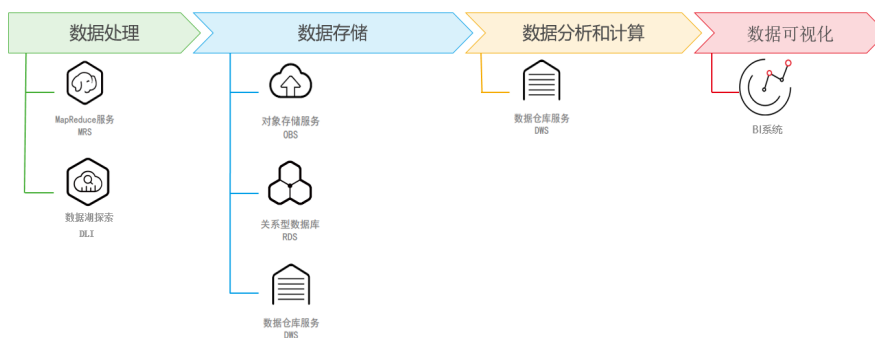 数据处理
数据存储
数据分析和计算
数据可视化
MapReduce服务
MRS
数据湖探索
DLI
对象存储服务
OBS
关系型数据库
RDS
数据仓库服务
DWS
数据仓库服务
DWS
BI系统